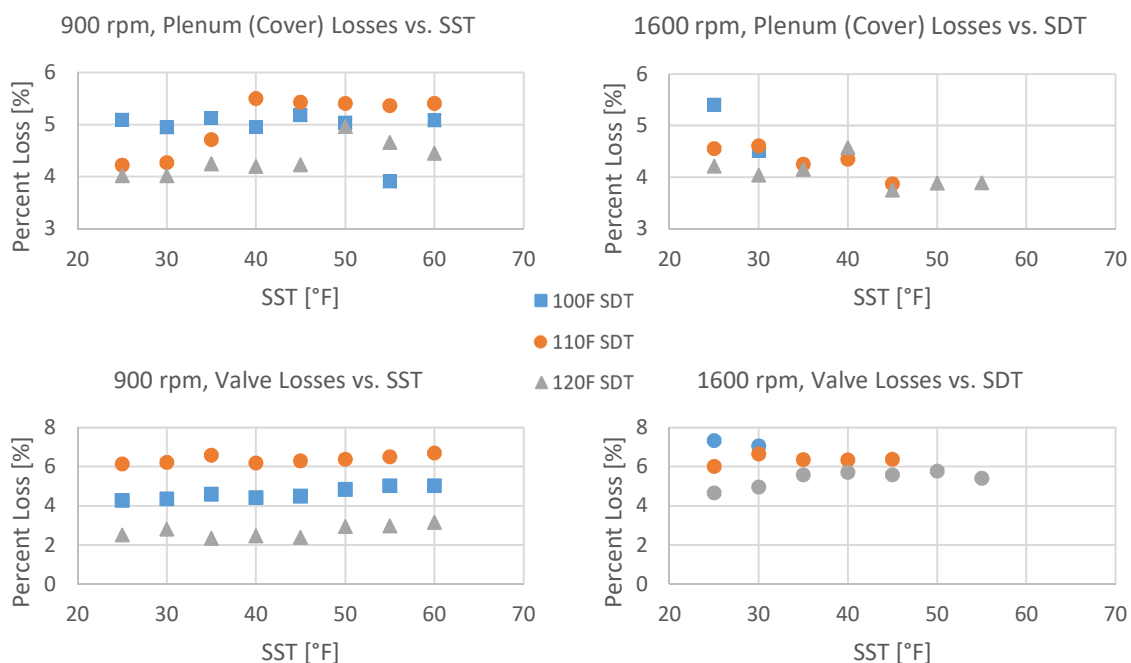 900 rpm, Plenum (Cover) Losses vs. SST
Percent Loss [%]
6
5
4
3
20 30 40 50 60 70
SST [°F]
1600 rpm, Plenum (Cover) Losses vs. SDT
Percent Loss [%]
6
5
4
3
20 30 40 50 60 70
SST [°F]
100F SDT
110F SDT
120F SDT
900 rpm, Valve Losses vs. SST
Percent Loss [%]
8
6
4
2
0
20 30 40 50 60 70
SST [°F]
1600 rpm, Valve Losses vs. SDT
Percent Loss [%]
8
6
4
2
0
20 30 40 50 60 70
SST [°F]